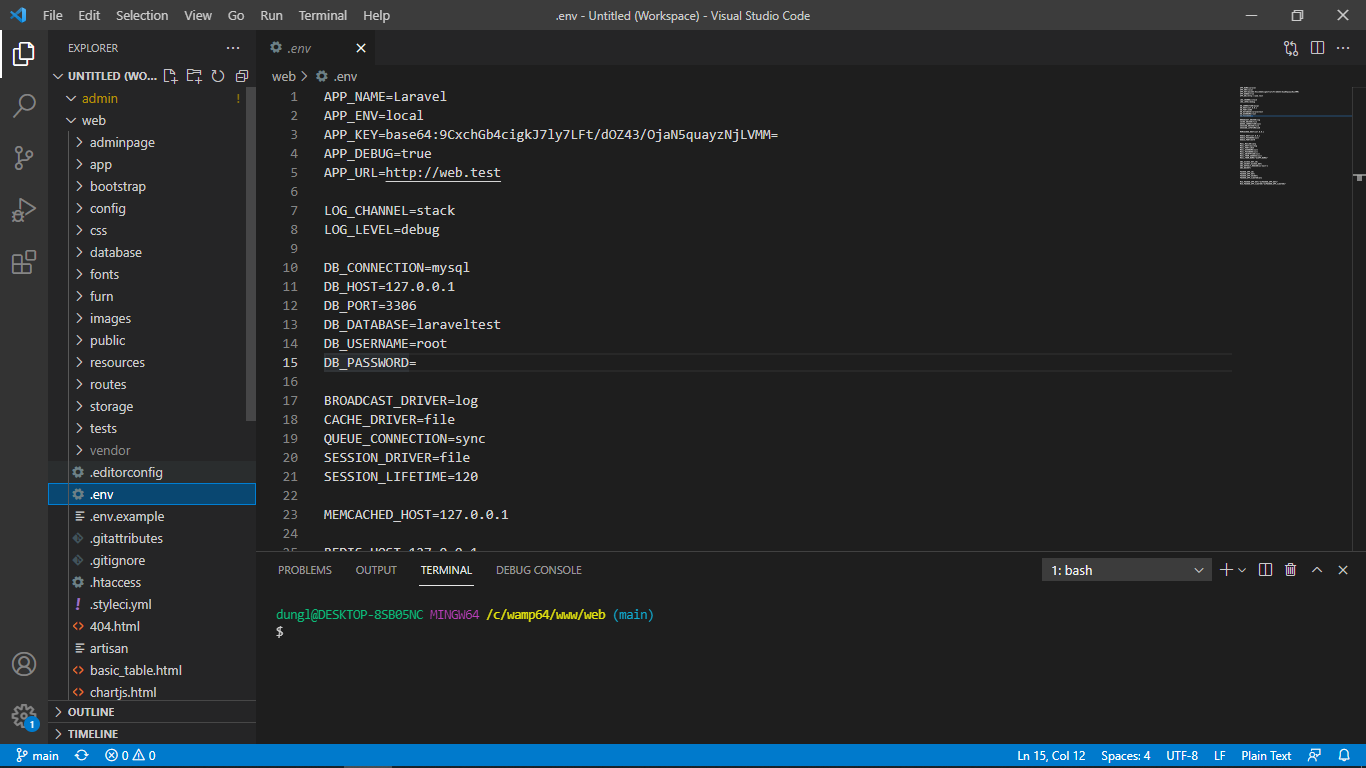 File Edit Selection View Go Run Terminal Help .env - Untitled (Workspace) - Visual Studio Code
EXPLORER
UNTITLED (WO...
admin !
web
adminpage
app
bootstrap
config
css
database
fonts
furn
images
public
resources
routes
storage
tests
vendor
.editorconfig
.env
.env.example
.gitattributes
.gitignore
.htaccess
.styleci.yml
404.html
artisan
basic_table.html
chartjs.html
OUTLINE
TIMELINE
.env
web > .env
1 APP_NAME=Laravel
2 APP_ENV=local
3 APP_KEY=base64:9CxchGb4cigkJ7ly7LFt/dOZ43/OjaN5quayzNjLVMM=
4 APP_DEBUG=true
5 APP_URL=http://web.test
6
7 LOG_CHANNEL=stack
8 LOG_LEVEL=debug
9
10 DB_CONNECTION=mysql
11 DB_HOST=127.0.0.1
12 DB_PORT=3306
13 DB_DATABASE=laraveltest
14 DB_USERNAME=root
15 DB_PASSWORD=
16
17 BROADCAST_DRIVER=log
18 CACHE_DRIVER=file
19 QUEUE_CONNECTION=sync
20 SESSION_DRIVER=file
21 SESSION_LIFETIME=120
22
23 MEMCACHED_HOST=127.0.0.1
24
25 REDIS_HOST=127.0.0.1
PROBLEMS OUTPUT TERMINAL DEBUG CONSOLE 1: bash
dungl@DESKTOP-8SB05NC MINGW64 /c/wamp64/www/web (main)
$
1
main 0 0 Ln 15, Col 12 Spaces: 4 UTF-8 LF Plain Text